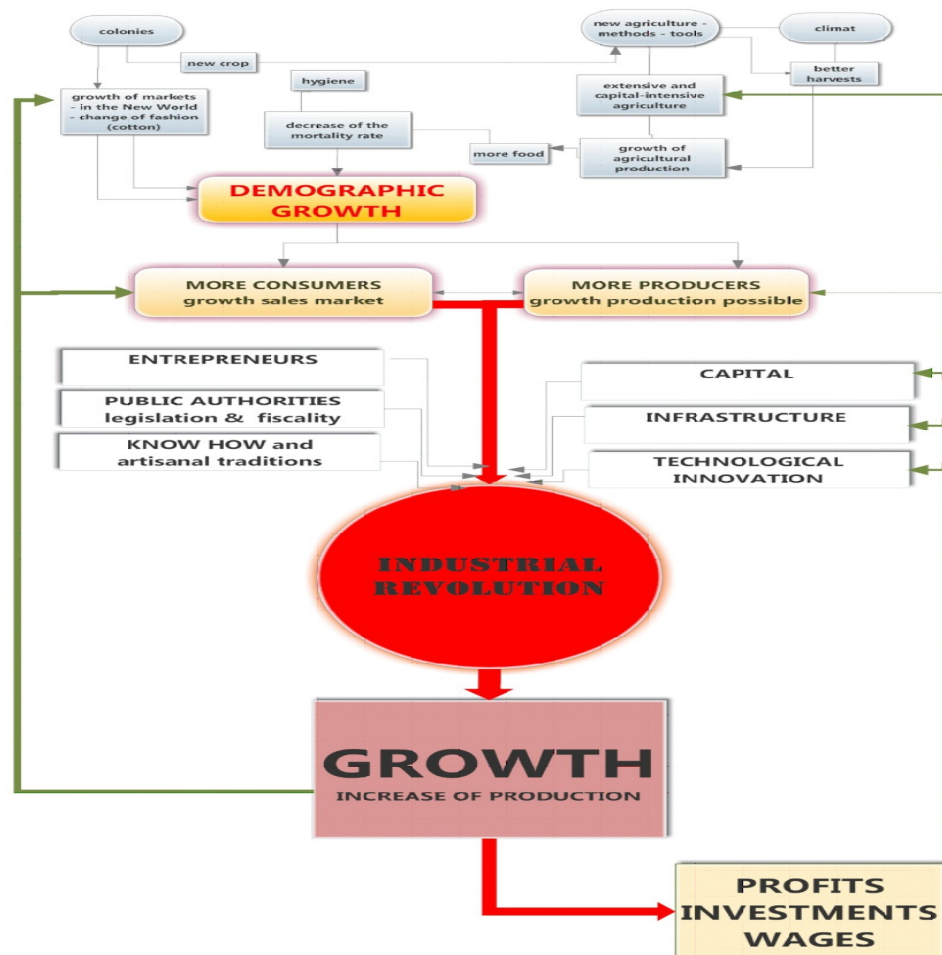 colonies
new agriculture -
methods - tools
climat
new crop
hygiene
better
harvests
growth of markets
- in the New World
- change of fashion
(cotton)
extensive and
capital-intensive
agriculture
decrease of the
mortality rate
more food
growth of
agricultural
production
DEMOGRAPHIC
GROWTH
MORE CONSUMERS
growth sales market
MORE PRODUCERS
growth production possible
ENTREPRENEURS
PUBLIC AUTHORITIES
legislation & fiscality
KNOW HOW and
artisanal traditions
CAPITAL
INFRASTRUCTURE
TECHNOLOGICAL
INNOVATION
INDUSTRIAL
REVOLUTION
GROWTH
INCREASE OF PRODUCTION
PROFITS
INVESTMENTS
WAGES